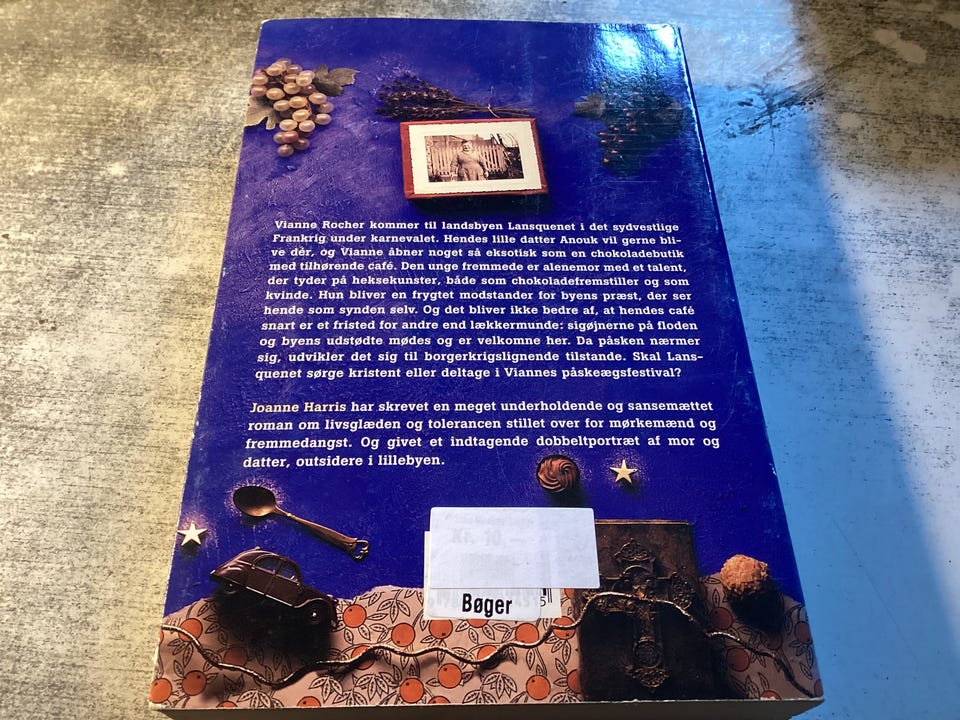 Vianne Rocher kommer til landsbyen Lansquenet i det sydvestlige
Frankrig under karnevalet. Hendes lille datter Anouk vil gerne bli-
ve dèr, og Vianne åbner noget så eksotisk som en chokoladebutik
med tilhørende café. Den unge fremmede er alenemor med et talent,
der tyder på heksekunster, både som chokoladefremstiller og som
kvinde. Hun bliver en frygtet modstander for byens præst, der ser
hende som synden selv. Og det bliver ikke bedre af, at hendes café
snart er et fristed for andre end lækkermunde: sigøjnerne på floden
og byens udstødte mødes og er velkomne her. Da påsken nærmer
sig, udvikler det sig til borgerkrigslignende tilstande. Skal Lans-
quenet sørge kristent eller deltage i Viannes påskeægsfestival?
Joanne Harris har skrevet en meget underholdende og sansemættet
roman om livsglæden og tolerancen stillet over for mørkemænd og
fremmedangst. Og givet et indtagende dobbeltportræt af mor og
datter, outsidere i lillebyen.
Kr. 10,-
Bøger